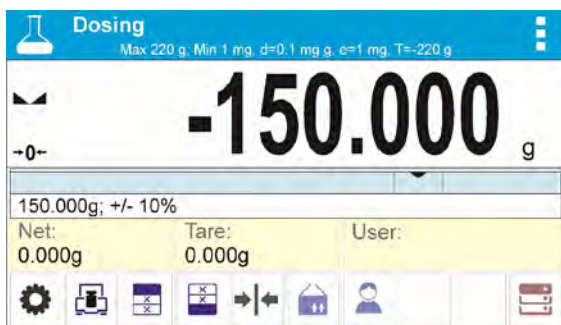 Dosing
Max 220 g; Min 1 mg, d=0.1 mg g, e=1 mg, T=-220 g
→0←
-150.000 g
150.000g; +/- 10%
Net: Tare: User:
0.000g 0.000g